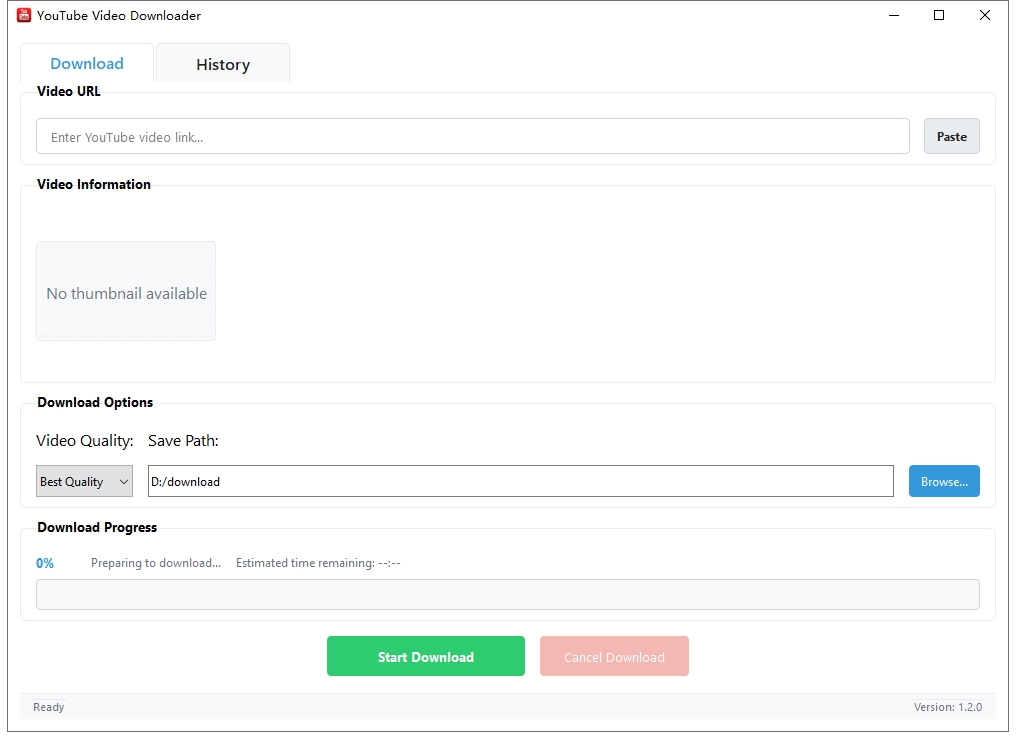 YouTube Video Downloader
Download History
Video URL
Enter YouTube video link... Paste
Video Information
No thumbnail available
Download Options
Video Quality: Save Path:
Best Quality D:/download Browse...
Download Progress
0% Preparing to download... Estimated time remaining: --:--
Start Download Cancel Download
Ready Version: 1.2.0